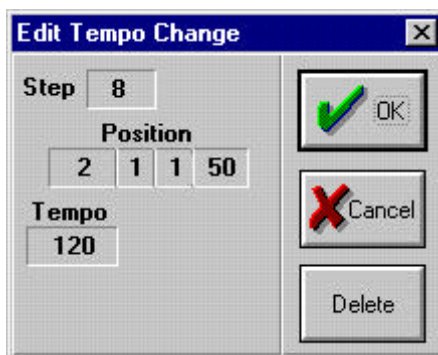 Edit Tempo Change
Step 8
Position
2 1 1 50
Tempo
120
OK
Cancel
Delete